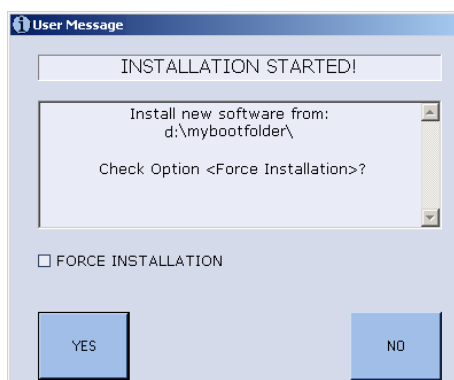 User Message
INSTALLATION STARTED!
Install new software from:
d:\mybootfolder\
Check Option <Force Installation>?
FORCE INSTALLATION
YES
NO